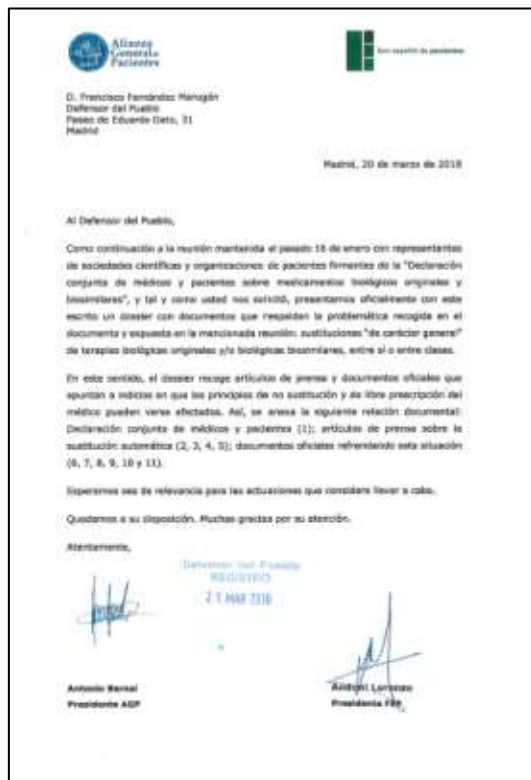 Alianza
General de
Pacientes
foro español de pacientes
D. Francisco Fernández Marugán
Defensor del Pueblo
Paseo de Eduardo Dato, 31
Madrid
Madrid, 20 de marzo de 2018
Al Defensor del Pueblo,
Como continuación a la reunión mantenida el pasado 16 de enero con representantes
de sociedades científicas y organizaciones de pacientes firmantes de la "Declaración
conjunta de médicos y pacientes sobre medicamentos biológicos originales y
biosimilares", y tal y como usted nos solicitó, presentamos oficialmente con este
escrito un dossier con documentos que respaldan la problemática recogida en el
documento y expuesta en la mencionada reunión: sustituciones "de carácter general"
de terapias biológicas originales y/o biológicas biosimilares, entre sí o entre clases.
En este sentido, el dossier recoge artículos de prensa y documentos oficiales que
apuntan a indicios en que los principios de no sustitución y de libre prescripción del
médico pueden verse afectados. Así, se anexa la siguiente relación documental:
Declaración conjunta de médicos y pacientes (1); artículos de prensa sobre la
sustitución automática (2, 3, 4, 5); documentos oficiales refrendando esta situación
(6, 7, 8, 9, 10 y 11).
Esperamos sea de relevancia para las actuaciones que considere llevar a cabo.
Quedamos a su disposición. Muchas gracias por su atención.
Atentamente,
Defensor del Pueblo
REGISTRO
21 MAR 2018
Antonio Bernal
Presidente AGP
Andoni Lorenzo
Presidente FEP